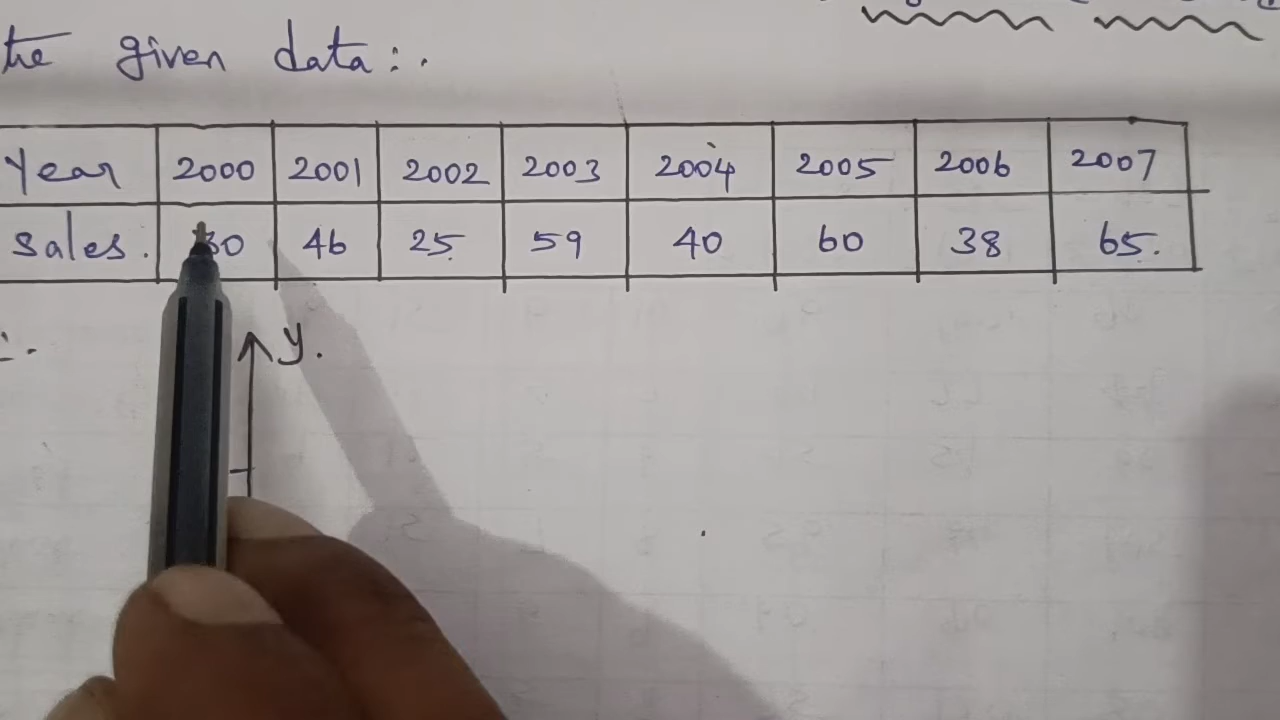 the given data:.
Year 2000 2001 2002 2003 2004 2005 2006 2007
Sales. 30 46 25 59 40 60 38 65.
y.